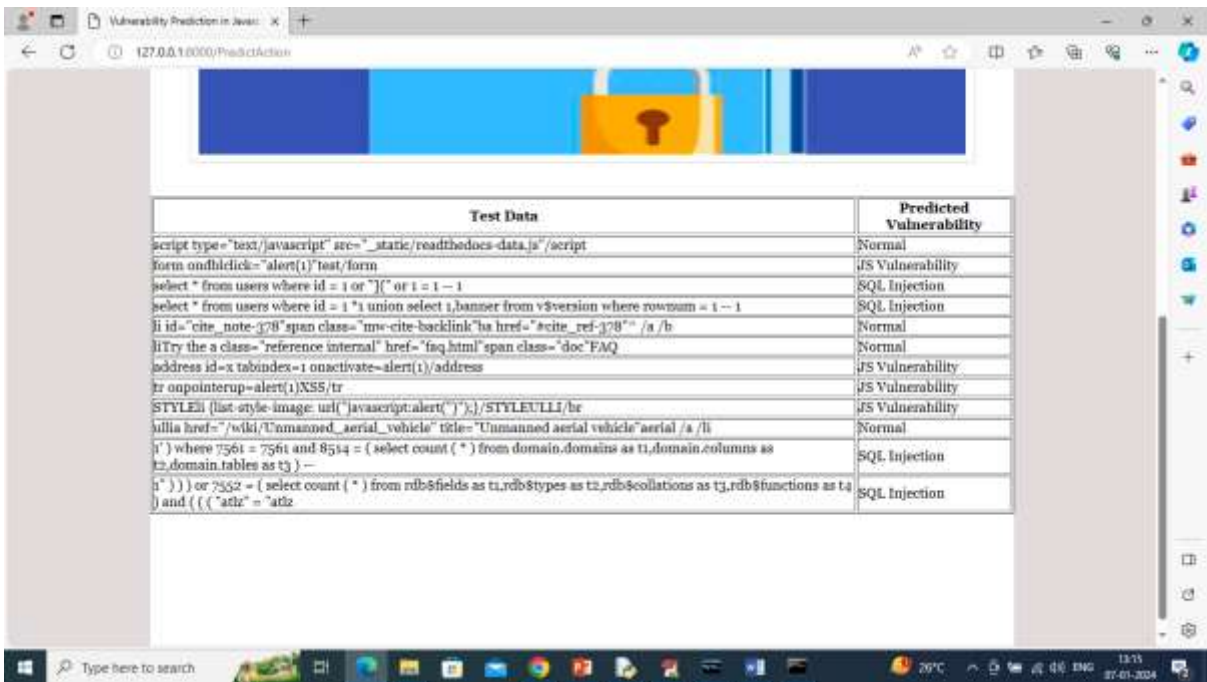 Vulnerability Prediction in Javas
127.0.0.1:8000/PredictAction
Test Data
Predicted
Vulnerability
script type="text/javascript" src="_static/readthedocs-data.js"/script
Normal
form ondblclick="alert(1)"test/form
JS Vulnerability
select * from users where id = 1 or "](" or 1 = 1 -- 1
SQL Injection
select * from users where id = 1 *1 union select 1,banner from v$version where rownum = 1 -- 1
SQL Injection
li id="cite_note-378"span class="mw-cite-backlink"ba href="#cite_ref-378"^ /a /b
Normal
liTry the a class="reference internal" href="faq.html"span class="doc"FAQ
Normal
address id=x tabindex=1 onactivate=alert(1)/address
JS Vulnerability
tr onpointerup=alert(1)XSS/tr
JS Vulnerability
STYLEli {list-style-image: url("javascript:alert('')");}/STYLEULLI/br
JS Vulnerability
ullia href="/wiki/Unmanned_aerial_vehicle" title="Unmanned aerial vehicle"aerial /a /li
Normal
1' ) where 7561 = 7561 and 8514 = ( select count ( * ) from domain.domains as t1,domain.columns as
t2,domain.tables as t3 ) --
SQL Injection
1" ) ) ) or 7552 = ( select count ( * ) from rdb$fields as t1,rdb$types as t2,rdb$collations as t3,rdb$functions as t4
) and ( ( ( "atlz" = "atlz
SQL Injection
Type here to search
26°C
ENG
13:15
07-01-2024